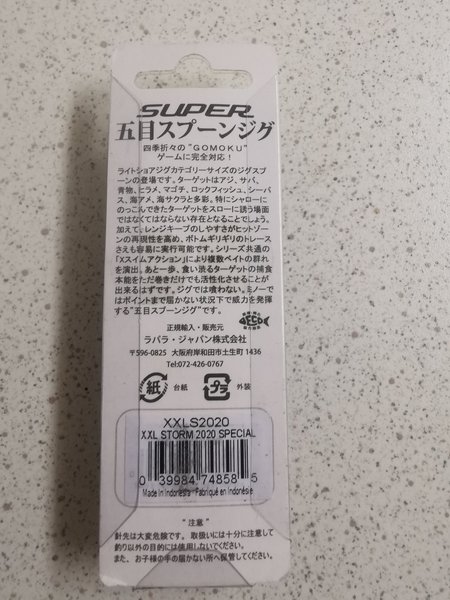 SUPER
五目スプーンジグ
四季折々の "GOMOKU"
ゲームに完全対応！
ライトショアジグカテゴリーサイズのジグスプ
ーンの登場です。ターゲットはアジ、サバ、
青物、ヒラメ、マゴチ、ロックフィッシュ、シーバ
ス、海アメ、海サクラと多彩。特にシャローに
のっこんできたターゲットをスローに誘う場面
ではなくてはならない存在となることでしょう。
加えて、レンジキープのしやすさがヒットゾー
ンの再現性を高め、ボトムギリギリのトレース
さえも容易に実行可能です。シリーズ共通の
「Xスイムアクション」により複数ベイトの群れ
を演出。あと一歩、食い渋るターゲットの捕食
本能をただ巻きだけでも活性化させることが
出来るはずです。ジグでは喰わない。ミノーで
はポイントまで届かない状況下で威力を発揮
する"五目スプーンジグ"です。
ECO
正規輸入・販売元
ラパラ・ジャパン株式会社
〒596-0825 大阪府岸和田市土生町 1436
Tel:072-426-0767
紙 台紙 プラ 外装
XXLS2020
XXL STORM 2020 SPECIAL
0 39984 74858 5
Made in Indonesia - Fabriqué en Indonésie
" 注意 "
針先は大変危険です。取扱いには十分に注意して
釣り以外の目的には使用しないでください。
また、お子様の手の届かない所へ保管してください。